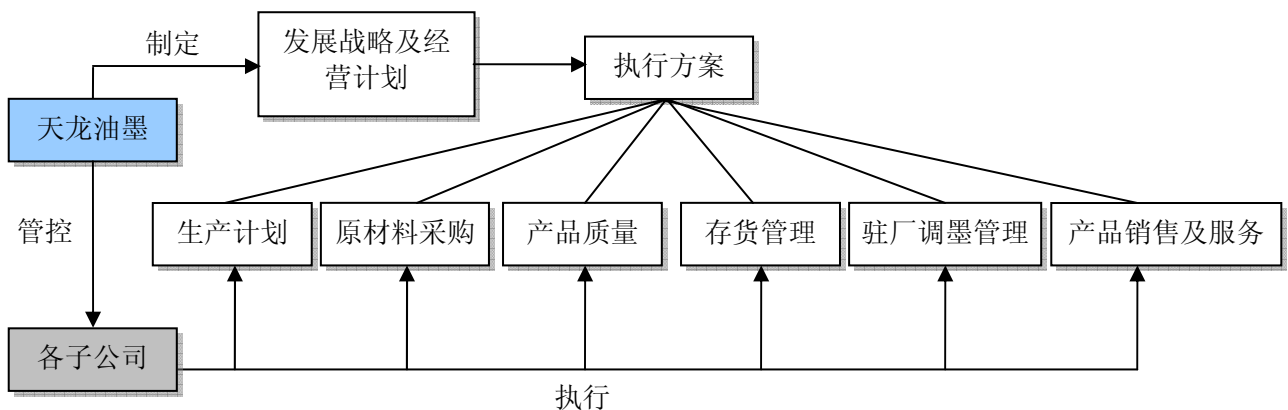 制定
发展战略及经
营计划
执行方案
天龙油墨
管控
生产计划
原材料采购
产品质量
存货管理
驻厂调墨管理
产品销售及服务
各子公司
执行